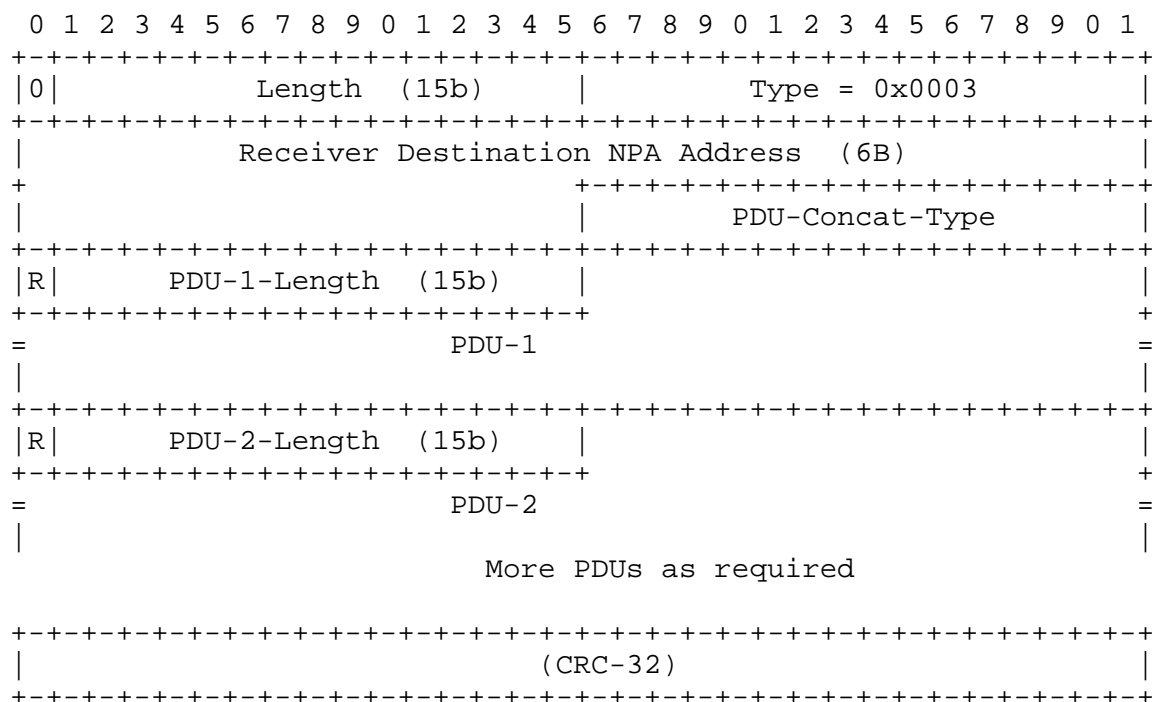 0 1 2 3 4 5 6 7 8 9 0 1 2 3 4 5 6 7 8 9 0 1 2 3 4 5 6 7 8 9 0 1
+-+-+-+-+-+-+-+-+-+-+-+-+-+-+-+-+-+-+-+-+-+-+-+-+-+-+-+-+-+-+-+-+
|0|           Length  (15b)     |         Type = 0x0003         |
+-+-+-+-+-+-+-+-+-+-+-+-+-+-+-+-+-+-+-+-+-+-+-+-+-+-+-+-+-+-+-+-+
|            Receiver Destination NPA Address  (6B)             |
+                               +-+-+-+-+-+-+-+-+-+-+-+-+-+-+-+-+
|                               |        PDU-Concat-Type        |
+-+-+-+-+-+-+-+-+-+-+-+-+-+-+-+-+-+-+-+-+-+-+-+-+-+-+-+-+-+-+-+-+
|R|      PDU-1-Length  (15b)    |                               |
+-+-+-+-+-+-+-+-+-+-+-+-+-+-+-+-+                               +
=                        PDU-1                                  =
|                                                               |
+-+-+-+-+-+-+-+-+-+-+-+-+-+-+-+-+-+-+-+-+-+-+-+-+-+-+-+-+-+-+-+-+
|R|      PDU-2-Length  (15b)    |                               |
+-+-+-+-+-+-+-+-+-+-+-+-+-+-+-+-+                               +
=                        PDU-2                                  =
|                                                               |
                           More PDUs as required

+-+-+-+-+-+-+-+-+-+-+-+-+-+-+-+-+-+-+-+-+-+-+-+-+-+-+-+-+-+-+-+-+
|                             (CRC-32)                          |
+-+-+-+-+-+-+-+-+-+-+-+-+-+-+-+-+-+-+-+-+-+-+-+-+-+-+-+-+-+-+-+-+